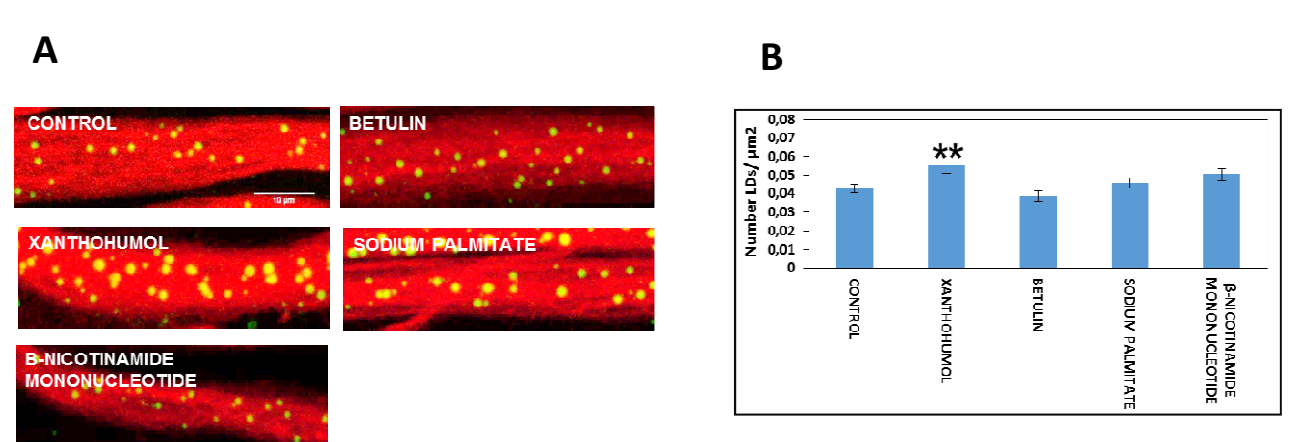 A
CONTROL
10 µm
BETULIN
XANTHOHUMOL
SODIUM PALMITATE
B-NICOTINAMIDE
MONONUCLEOTIDE
B
Number LDs/ µm2
0,08
0,07
0,06
0,05
0,04
0,03
0,02
0,01
0
**
CONTROL
XANTHOHUMOL
BETULIN
SODIUM PALMITATE
β-NICOTINAMIDE
MONONUCLEOTIDE